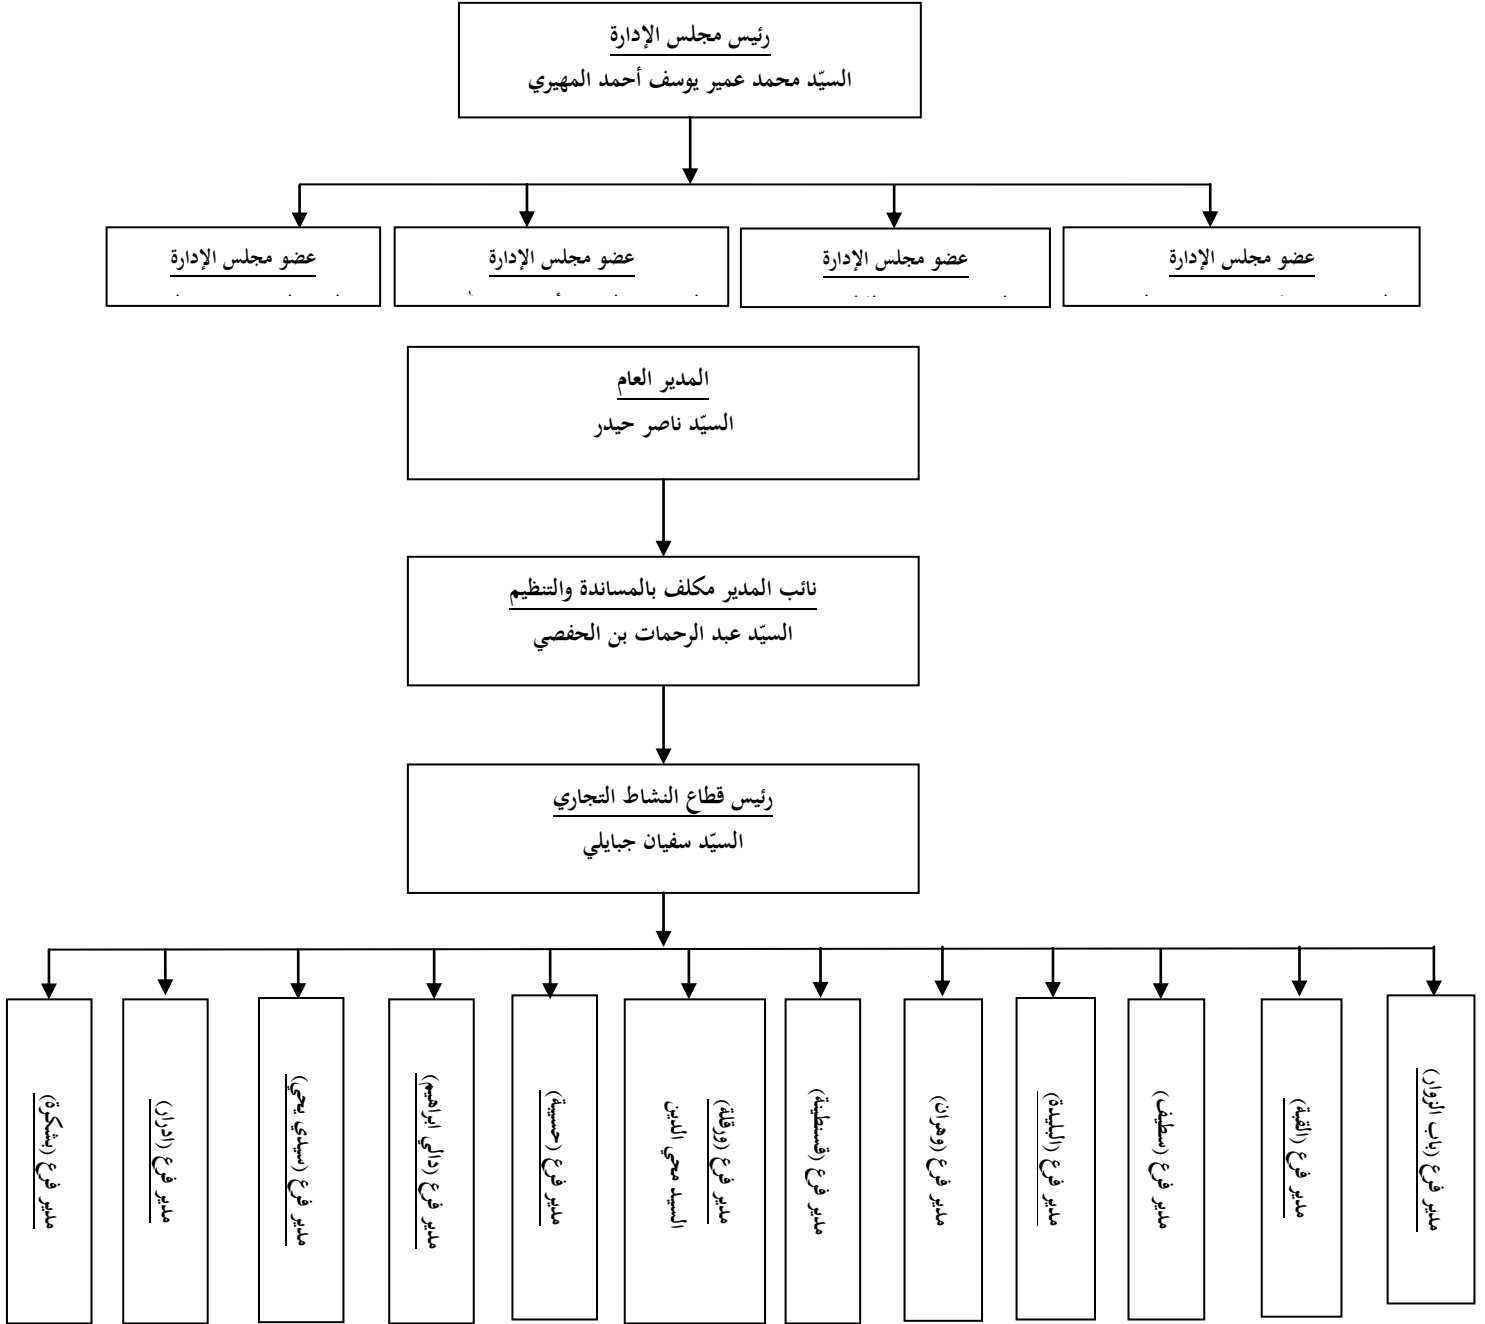 رئيس مجلس الإدارة
السيّد محمد عمير يوسف أحمد المهيري
عضو مجلس الإدارة
عضو مجلس الإدارة
عضو مجلس الإدارة
عضو مجلس الإدارة
المدير العام
السيّد ناصر حيدر
نائب المدير مكلف بالمساندة والتنظيم
السيّد عبد الرحمات بن الحفصي
رئيس قطاع النشاط التجاري
السيّد سفيان جبايلي
مدير فرع (باب الزوار)
مدير فرع (القبة)
مدير فرع (سطيف)
مدير فرع (البليدة)
مدير فرع (وهران)
مدير فرع (قسنطينة)
مدير فرع (ورقلة)
السيد محي الدين
مدير فرع (حسيبة)
مدير فرع (دالي ابراهيم)
مدير فرع (سيدي يحي)
مدير فرع (ادرار)
مدير فرع (بشكرة)